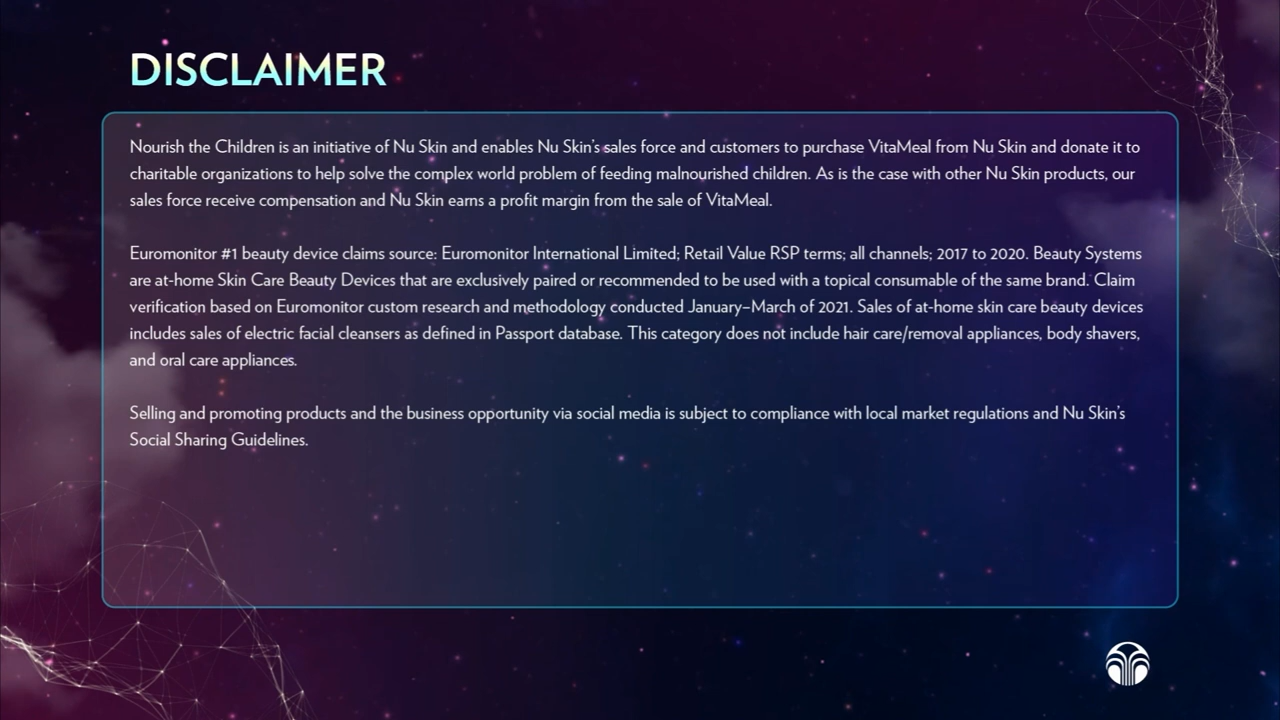 DISCLAIMER
Nourish the Children is an initiative of Nu Skin and enables Nu Skin's sales force and customers to purchase VitaMeal from Nu Skin and donate it to
charitable organizations to help solve the complex world problem of feeding malnourished children. As is the case with other Nu Skin products, our
sales force receive compensation and Nu Skin earns a profit margin from the sale of VitaMeal.
Euromonitor #1 beauty device claims source: Euromonitor International Limited; Retail Value RSP terms; all channels; 2017 to 2020. Beauty Systems
are at-home Skin Care Beauty Devices that are exclusively paired or recommended to be used with a topical consumable of the same brand. Claim
verification based on Euromonitor custom research and methodology conducted January–March of 2021. Sales of at-home skin care beauty devices
includes sales of electric facial cleansers as defined in Passport database. This category does not include hair care/removal appliances, body shavers,
and oral care appliances.
Selling and promoting products and the business opportunity via social media is subject to compliance with local market regulations and Nu Skin's
Social Sharing Guidelines.